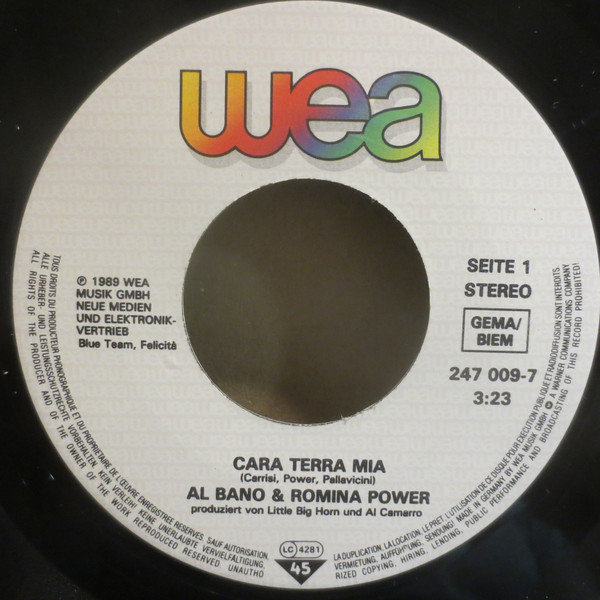 wea
℗ 1989 WEA
MUSIK GMBH
NEUE MEDIEN
UND ELEKTRONIK-
VERTRIEB
Blue Team, Felicità
SEITE 1
STEREO
GEMA/
BIEM
247 009-7
3:23
CARA TERRA MIA
(Carrisi, Power, Pallavicini)
AL BANO & ROMINA POWER
produziert von Little Big Horn und Al Camarro
LC 4281
45
TOUS DROITS DU PRODUCTEUR PHONOGRAPHIQUE ET DU PROPRIETAIRE DE L'ŒUVRE ENREGISTREE RESERVES SAUF AUTORISATION,
LA DUPLICATION, LA LOCATION, LE PRET, L'UTILISATION DE CE DISQUE POUR EXECUTION PUBLIQUE ET RADIODIFFUSION SONT INTERDITS.
ALLE URHEBER- UND LEISTUNGSSCHUTZRECHTE VORBEHALTEN. KEIN VERLEIH! KEINE UNERLAUBTE VERVIELFÄLTIGUNG,
VERMIETUNG, AUFFÜHRUNG, SENDUNG! MADE IN GERMANY BY WEA MUSIK GMBH A WARNER COMMUNICATIONS COMPANY
ALL RIGHTS OF THE PRODUCER AND OF THE OWNER OF THE WORK REPRODUCED RESERVED. UNAUTHO
RIZED COPYING, HIRING, LENDING, PUBLIC PERFORMANCE AND BROADCASTING OF THIS RECORD PROHIBITED!